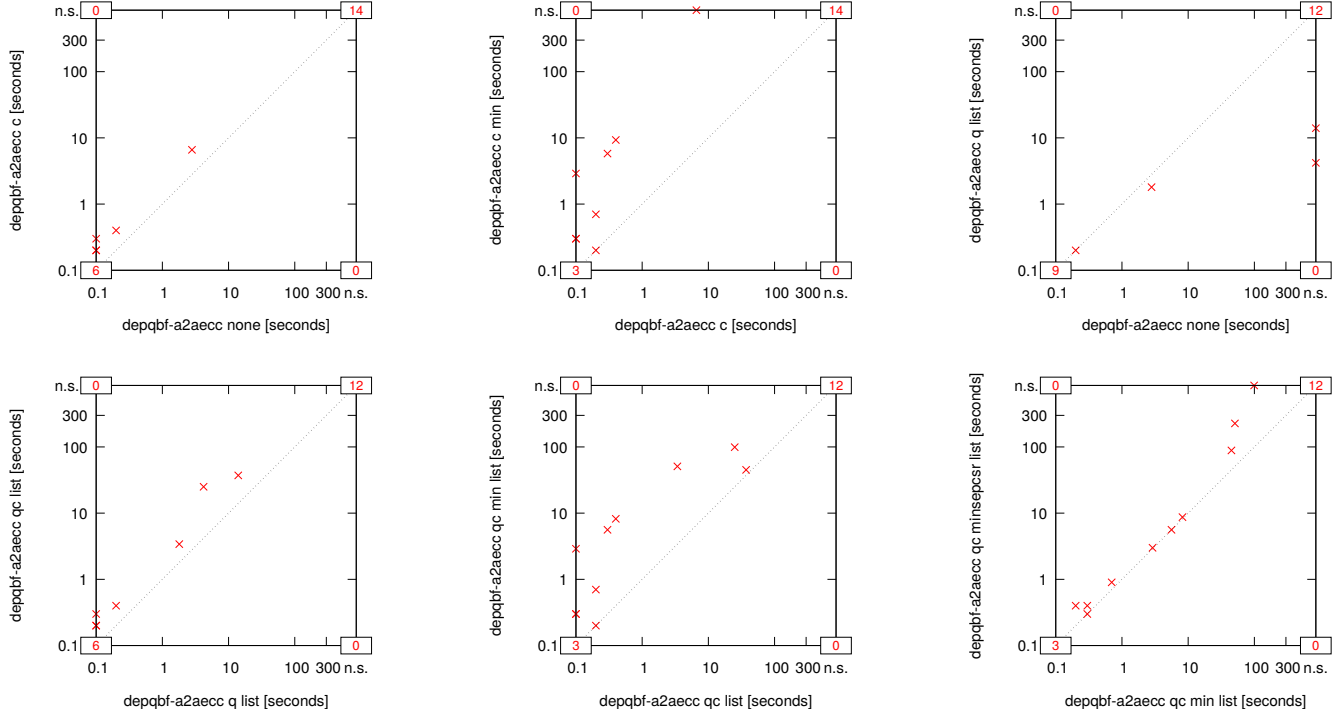 n.s. 0 14
300
100
10
1
0.1 6 0
0.1 1 10 100 300 n.s.
depqbf-a2aecc c [seconds]
depqbf-a2aecc none [seconds]
n.s. 0 14
300
100
10
1
0.1 3 0
0.1 1 10 100 300 n.s.
depqbf-a2aecc c min [seconds]
depqbf-a2aecc c [seconds]
n.s. 0 12
300
100
10
1
0.1 9 0
0.1 1 10 100 300 n.s.
depqbf-a2aecc q list [seconds]
depqbf-a2aecc none [seconds]
n.s. 0 12
300
100
10
1
0.1 6 0
0.1 1 10 100 300 n.s.
depqbf-a2aecc qc list [seconds]
depqbf-a2aecc q list [seconds]
n.s. 0 12
300
100
10
1
0.1 3 0
0.1 1 10 100 300 n.s.
depqbf-a2aecc qc min list [seconds]
depqbf-a2aecc qc list [seconds]
n.s. 0 12
300
100
10
1
0.1 3 0
0.1 1 10 100 300 n.s.
depqbf-a2aecc qc minsepcsr list [seconds]
depqbf-a2aecc qc min list [seconds]